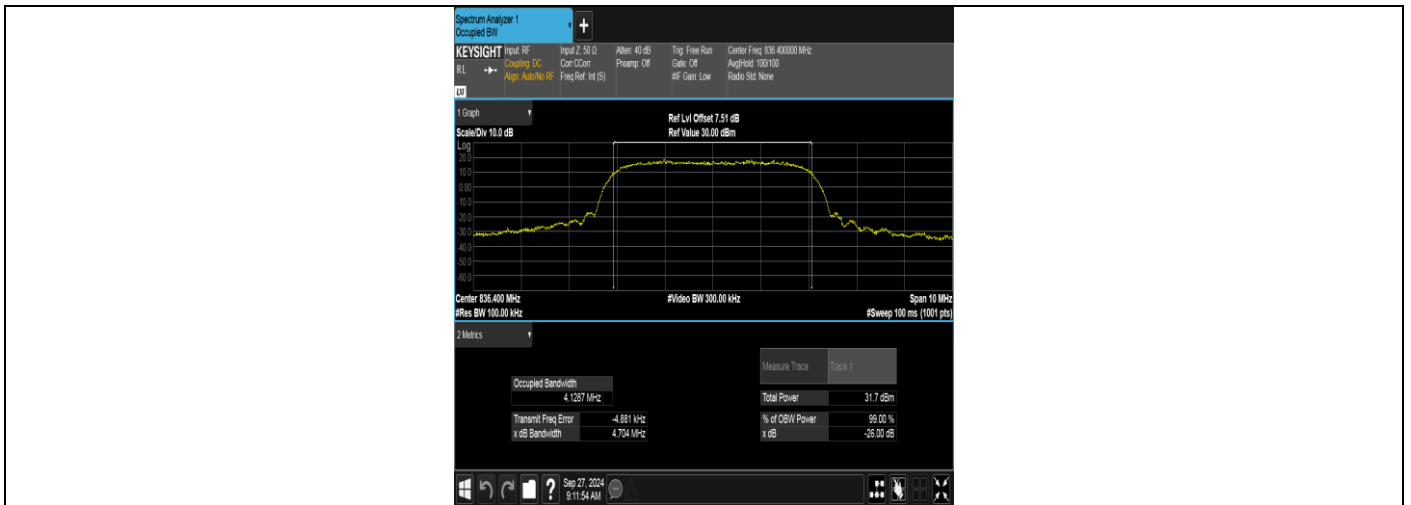 Spectrum Analyzer 1
Occupied BW
+
KEYSIGHT Input: RF Input Z: 50 Ω Atten: 40 dB Trig: Free Run Center Freq: 836.400000 MHz
RL Coupling: DC Corr CCorr Preamp: Off Gate: Off Avg|Hold: 100/100
Align: Auto/No RF Freq Ref: Int (S) #IF Gain: Low Radio Std: None
LXI
1 Graph
Ref Lvl Offset 7.51 dB
Scale/Div 10.0 dB Ref Value 30.00 dBm
Log
20.0
10.0
0.00
-10.0
-20.0
-30.0
-40.0
-50.0
-60.0
Center 836.400 MHz #Video BW 300.00 kHz Span 10 MHz
#Res BW 100.00 kHz #Sweep 100 ms (1001 pts)
2 Metrics
Measure Trace Trace 1
Occupied Bandwidth
4.1287 MHz Total Power 31.7 dBm
Transmit Freq Error -4.881 kHz % of OBW Power 99.00 %
x dB Bandwidth 4.704 MHz x dB -26.00 dB
? Sep 27, 2024
9:11:54 AM